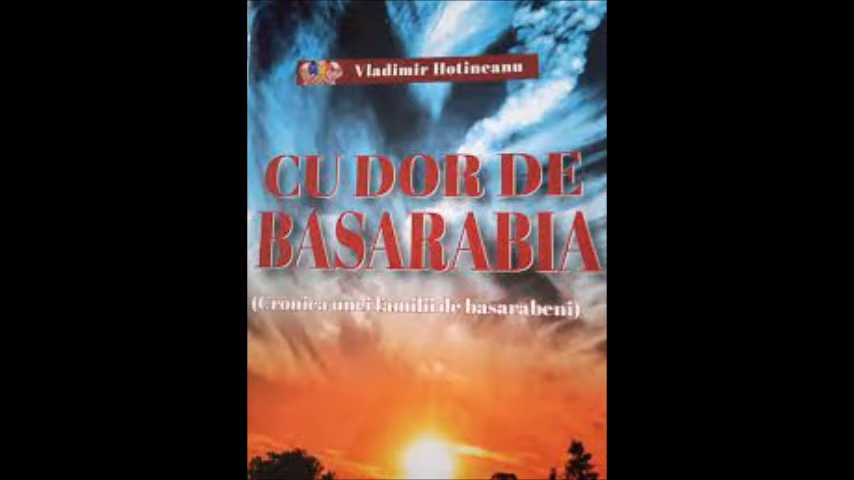 Vladimir Hotineanu
CU DOR DE
BASARABIA
(Cronica unei familii de basarabeni)